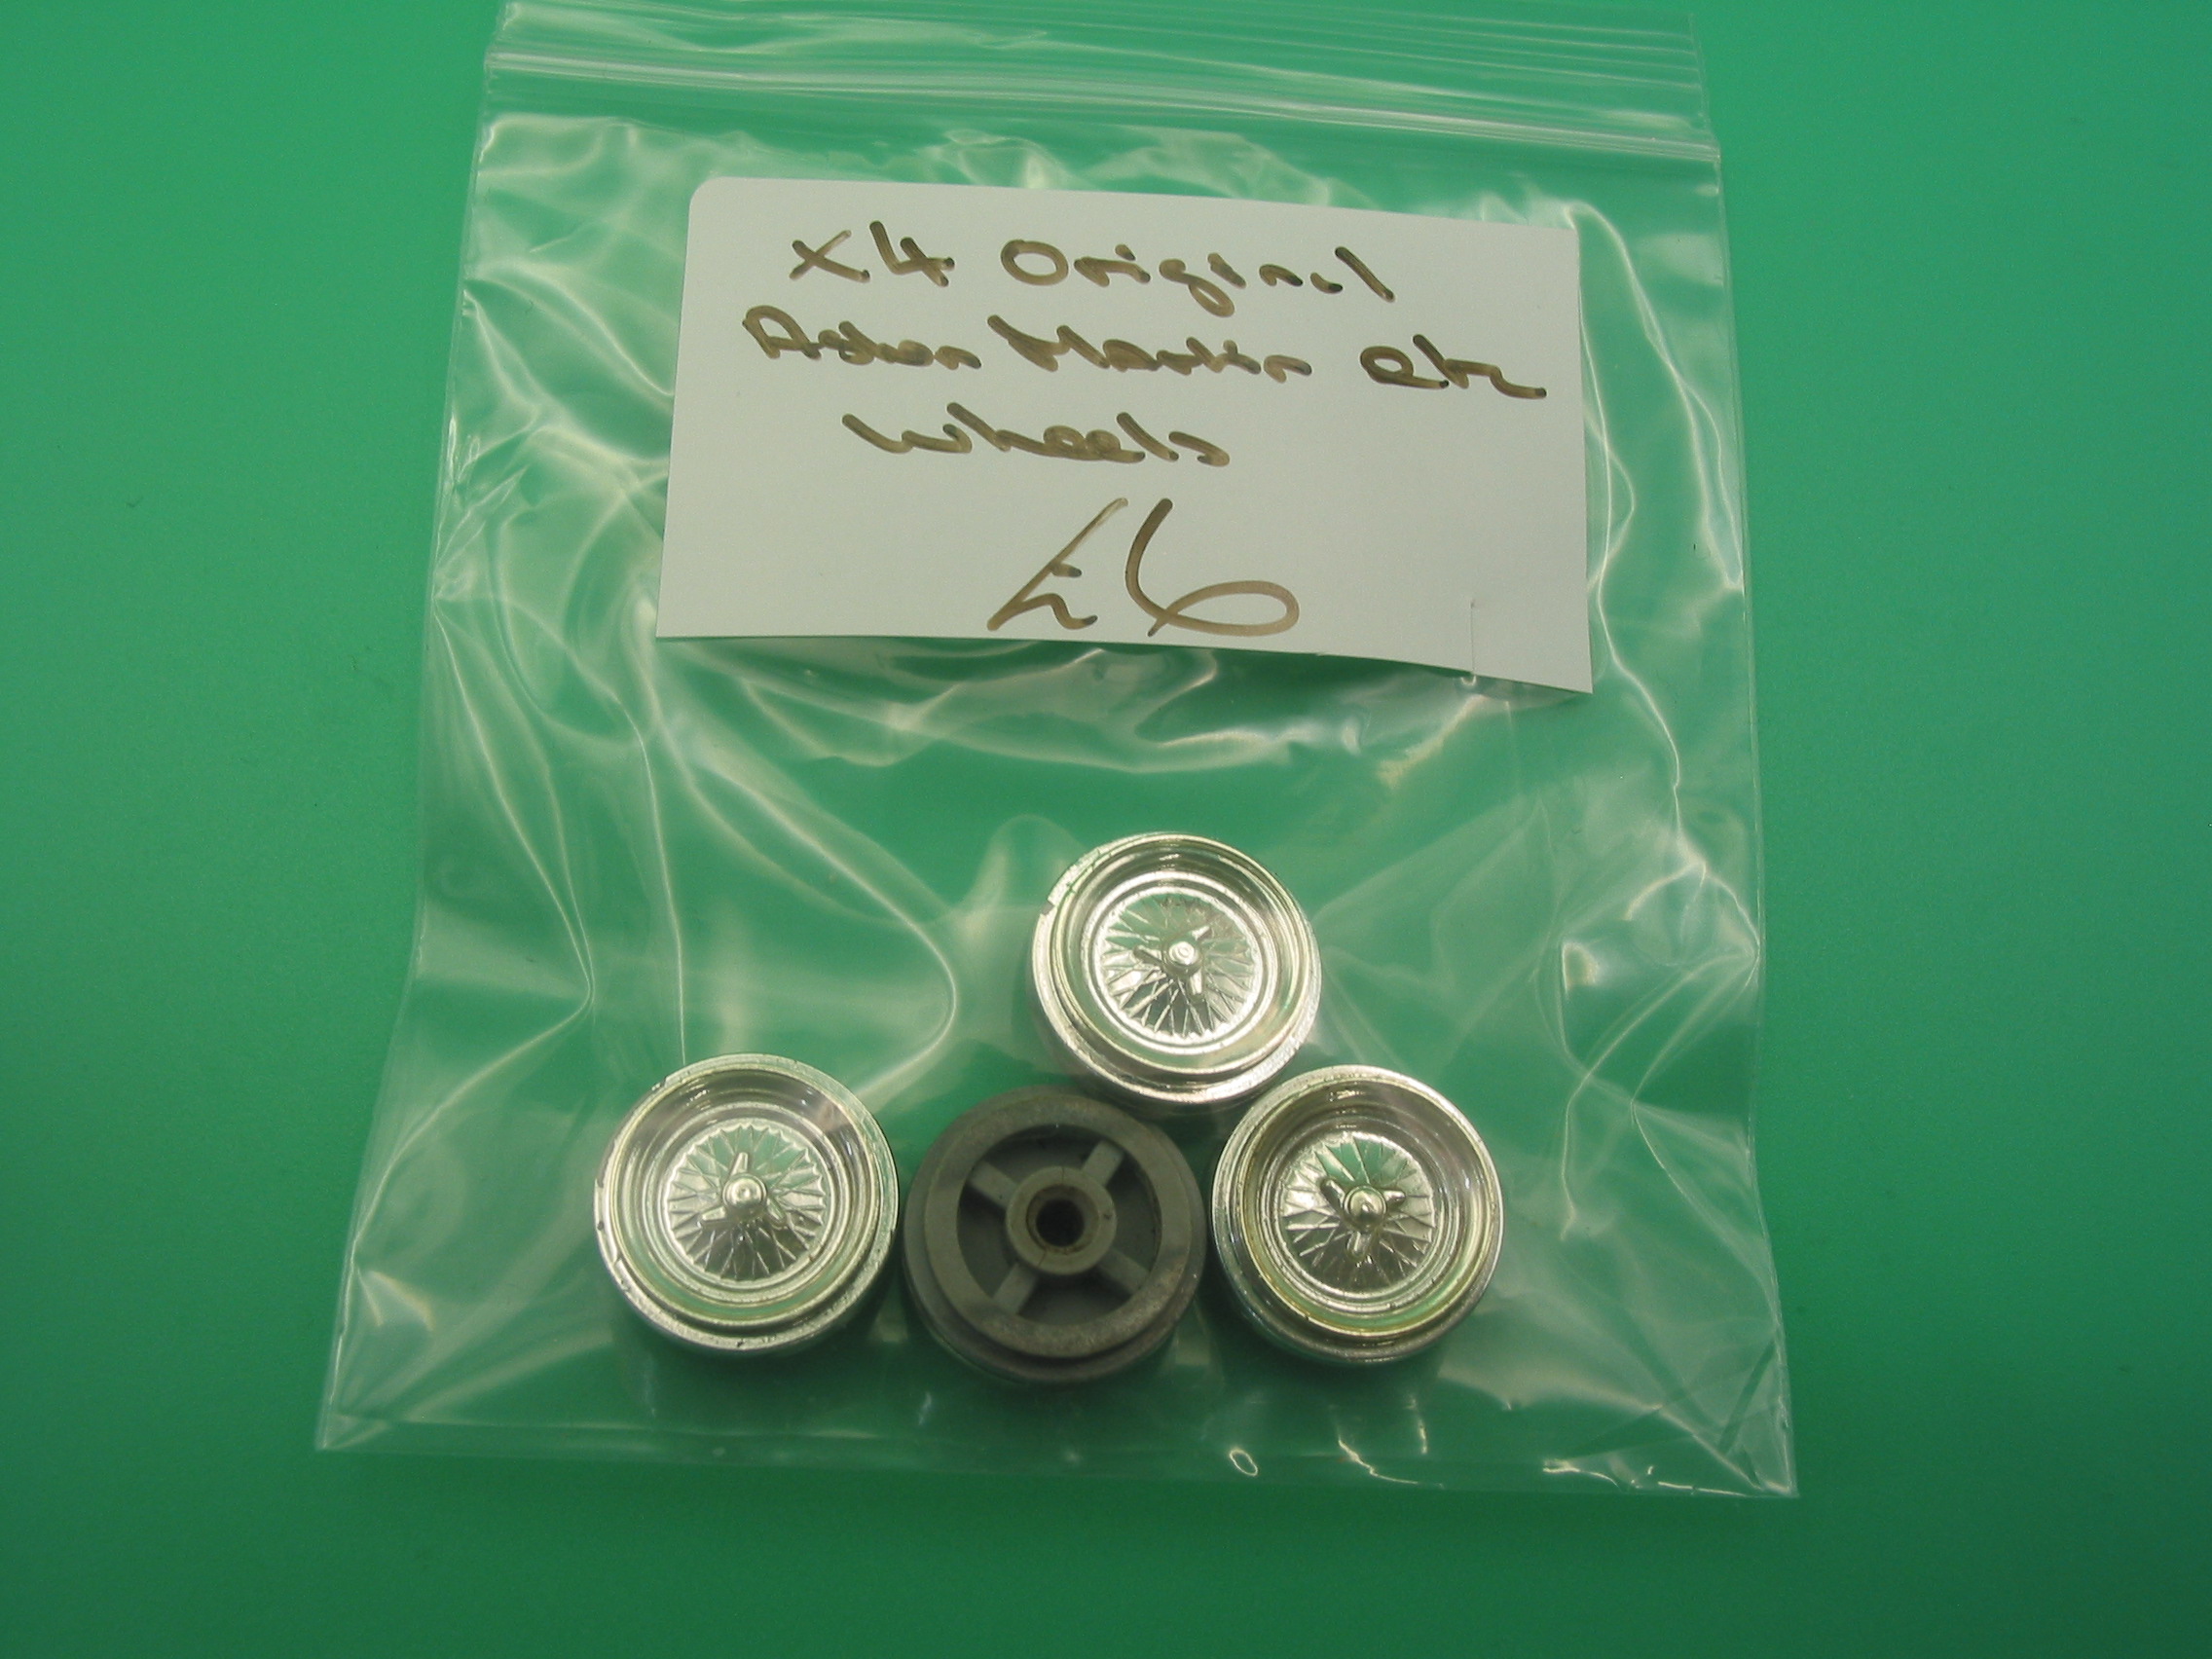 x4 Original
Aston Martin etc
wheels
£6